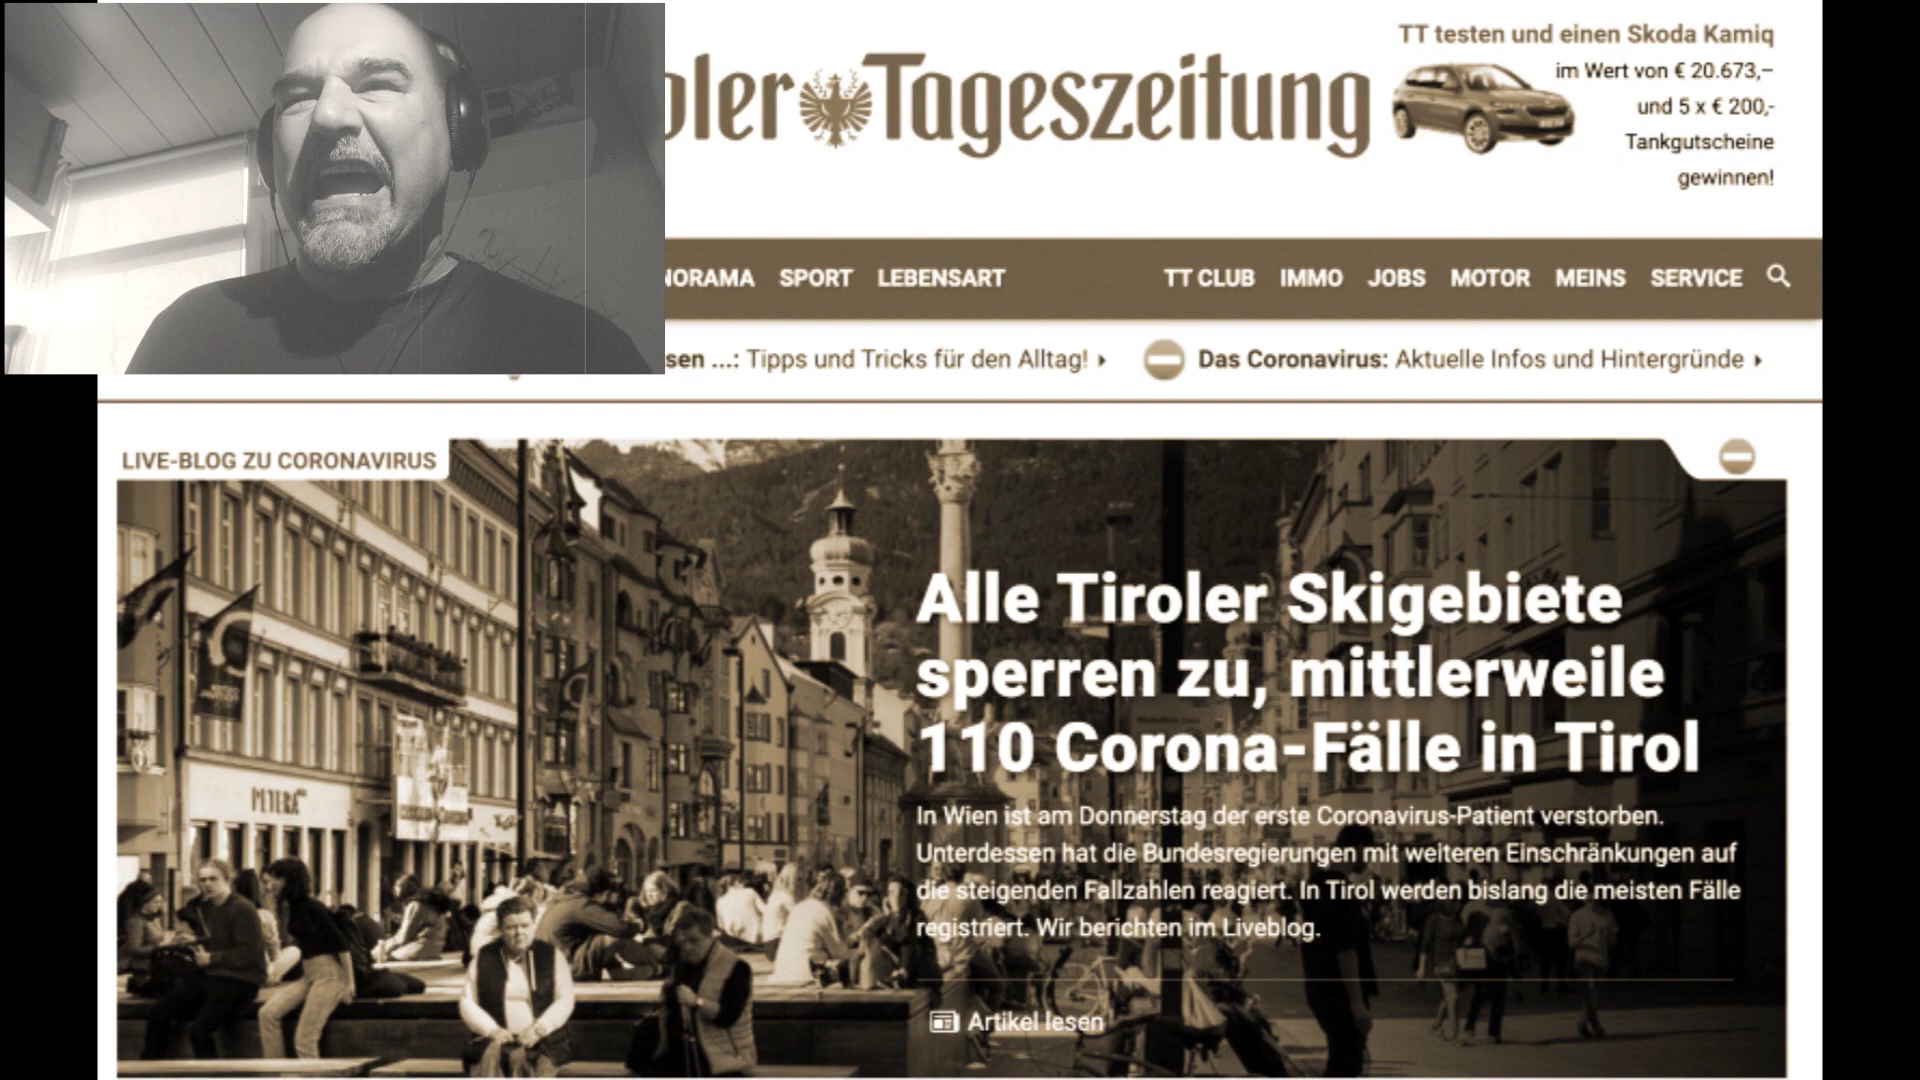 TT testen und einen Skoda Kamiq
im Wert von € 20.673,–
und 5 x € 200,-
Tankgutscheine
gewinnen!
oler Tageszeitung
NORAMA SPORT LEBENSART TT CLUB IMMO JOBS MOTOR MEINS SERVICE
sen ...: Tipps und Tricks für den Alltag! Das Coronavirus: Aktuelle Infos und Hintergründe
LIVE-BLOG ZU CORONAVIRUS
Alle Tiroler Skigebiete
sperren zu, mittlerweile
110 Corona-Fälle in Tirol
In Wien ist am Donnerstag der erste Coronavirus-Patient verstorben.
Unterdessen hat die Bundesregierungen mit weiteren Einschränkungen auf
die steigenden Fallzahlen reagiert. In Tirol werden bislang die meisten Fälle
registriert. Wir berichten im Liveblog.
Artikel lesen